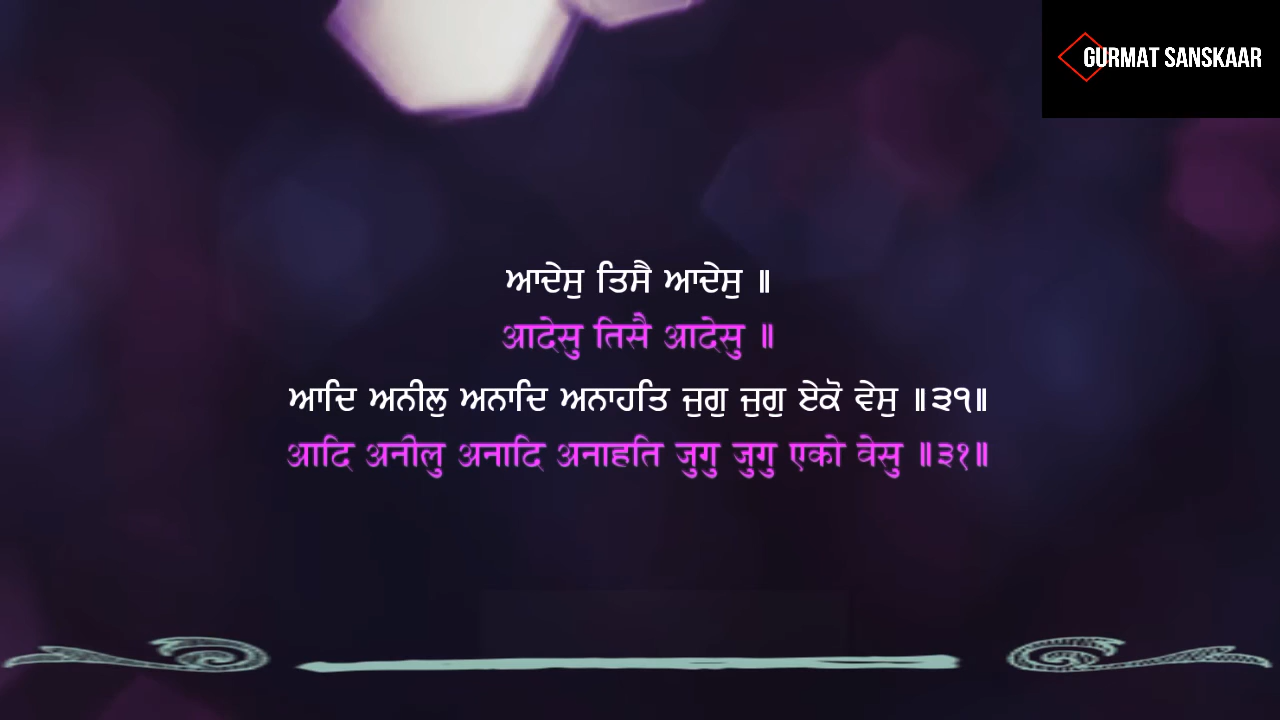 GURMAT SANSKAAR
ਆਦੇਸੁ ਤਿਸੈ ਆਦੇਸੁ ॥
आदेसु तिसै आदेसु ॥
ਆਦਿ ਅਨੀਲੁ ਅਨਾਦਿ ਅਨਾਹਤਿ ਜੁਗੁ ਜੁਗੁ ਏਕੋ ਵੇਸੁ ॥੩੧॥
आदि अनीलु अनादि अनाहति जुगु जुगु एको वेसु ॥३१॥